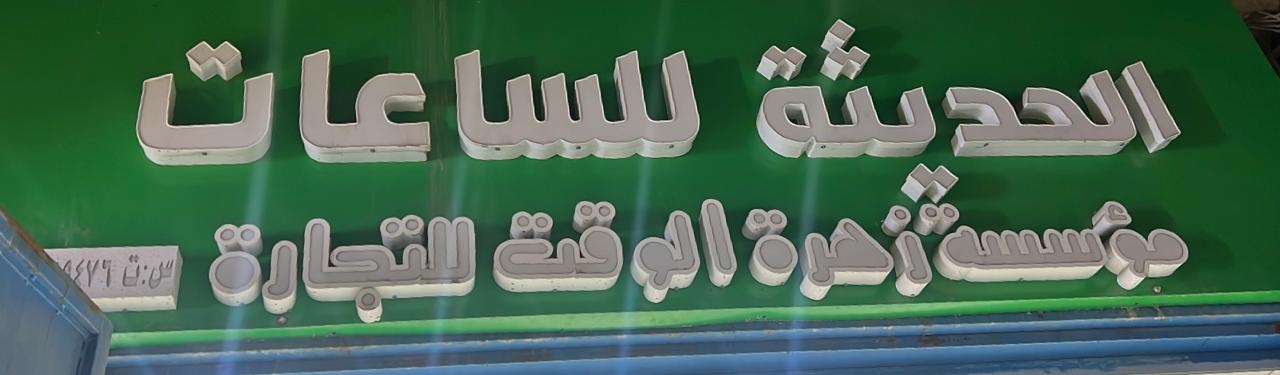 الحديثة للساعات
مؤسسة زهرة الوقت للتجارة
س:ت